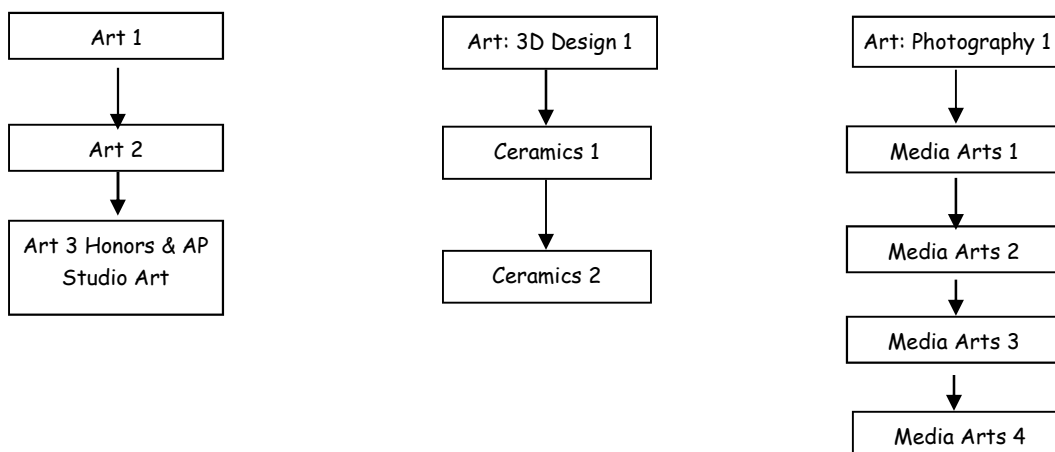 Art 1
Art 2
Art 3 Honors & AP
Studio Art
Art: 3D Design 1
Ceramics 1
Ceramics 2
Art: Photography 1
Media Arts 1
Media Arts 2
Media Arts 3
Media Arts 4